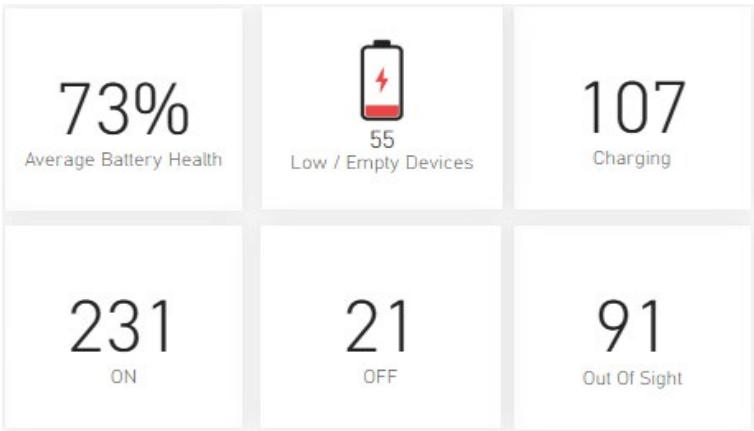 73%
Average Battery Health
55
Low / Empty Devices
107
Charging
231
ON
21
OFF
91
Out Of Sight